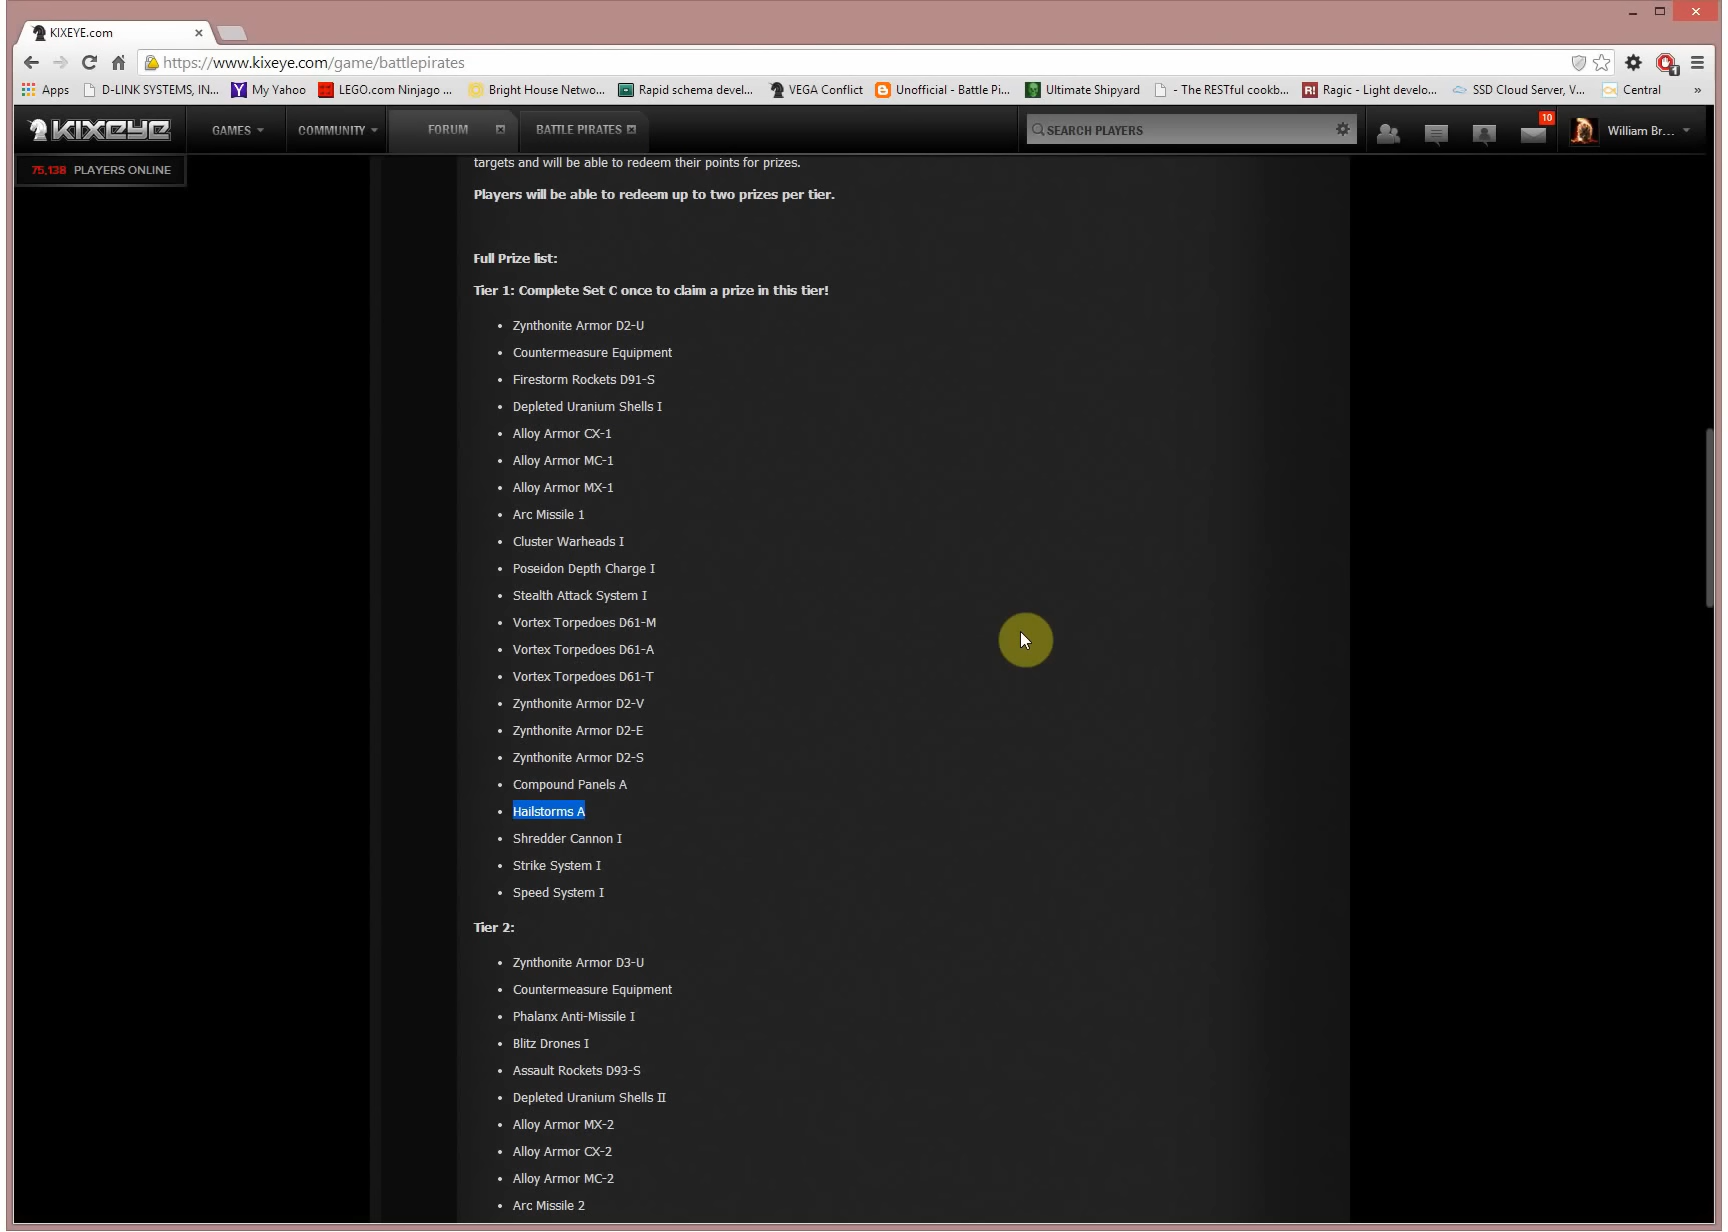 KIXEYE.com
https://www.kixeye.com/game/battlepirates
Apps D-LINK SYSTEMS, IN... My Yahoo LEGO.com Ninjago ... Bright House Netwo... Rapid schema devel... VEGA Conflict Unofficial - Battle Pi... Ultimate Shipyard - The RESTful cookb... Ragic - Light develo... SSD Cloud Server, V... Central »
KIXEYE GAMES COMMUNITY FORUM BATTLE PIRATES SEARCH PLAYERS 10 William Br...
75,138 PLAYERS ONLINE
targets and will be able to redeem their points for prizes.
Players will be able to redeem up to two prizes per tier.
Full Prize list:
Tier 1: Complete Set C once to claim a prize in this tier!
• Zynthonite Armor D2-U
• Countermeasure Equipment
• Firestorm Rockets D91-S
• Depleted Uranium Shells I
• Alloy Armor CX-1
• Alloy Armor MC-1
• Alloy Armor MX-1
• Arc Missile 1
• Cluster Warheads I
• Poseidon Depth Charge I
• Stealth Attack System I
• Vortex Torpedoes D61-M
• Vortex Torpedoes D61-A
• Vortex Torpedoes D61-T
• Zynthonite Armor D2-V
• Zynthonite Armor D2-E
• Zynthonite Armor D2-S
• Compound Panels A
• Hailstorms A
• Shredder Cannon I
• Strike System I
• Speed System I
Tier 2:
• Zynthonite Armor D3-U
• Countermeasure Equipment
• Phalanx Anti-Missile I
• Blitz Drones I
• Assault Rockets D93-S
• Depleted Uranium Shells II
• Alloy Armor MX-2
• Alloy Armor CX-2
• Alloy Armor MC-2
• Arc Missile 2